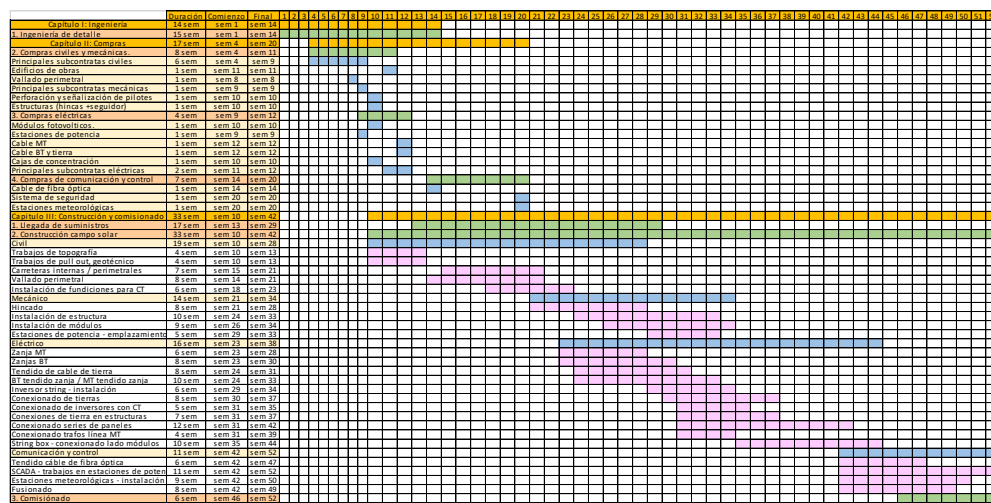 Duración Comienzo Final 1 2 3 4 5 6 7 8 9 10 11 12 13 14 15 16 17 18 19 20 21 22 23 24 25 26 27 28 29 30 31 32 33 34 35 36 37 38 39 40 41 42 43 44 45 46 47 48 49 50 51
Capítulo I: Ingeniería 14 sem sem 1 sem 14
1. Ingeniería de detalle 15 sem sem 1 sem 14
Capítulo II: Compras 17 sem sem 4 sem 20
2. Compras civiles y mecánicas. 8 sem sem 4 sem 11
Principales subcontratas civiles 6 sem sem 4 sem 9
Edificios de obras 1 sem sem 11 sem 11
Vallado perimetral 1 sem sem 8 sem 8
Principales subcontratas mecánicas 1 sem sem 9 sem 9
Perforación y señalización de pilotes 1 sem sem 10 sem 10
Estructuras (hincas +seguidor) 1 sem sem 10 sem 10
3. Compras eléctricas 4 sem sem 9 sem 12
Módulos fotovolticos. 1 sem sem 10 sem 10
Estaciones de potencia 1 sem sem 9 sem 9
Cable MT 1 sem sem 12 sem 12
Cable BT y tierra 1 sem sem 12 sem 12
Cajas de concentración 1 sem sem 10 sem 10
Principales subcontratas eléctricas 2 sem sem 11 sem 12
4. Compras de comunicación y control 7 sem sem 14 sem 20
Cable de fibra óptica 1 sem sem 14 sem 14
Sistema de seguridad 1 sem sem 20 sem 20
Estaciones meteorológicas 1 sem sem 20 sem 20
Capítulo III: Construcción y comisionado 33 sem sem 10 sem 42
1. Llegada de suministros 17 sem sem 13 sem 29
2. Construcción campo solar 33 sem sem 10 sem 42
Civil 19 sem sem 10 sem 28
Trabajos de topografía 4 sem sem 10 sem 13
Trabajos de pull out, geotécnico 4 sem sem 10 sem 13
Carreteras internas / perimetrales 7 sem sem 15 sem 21
Vallado perimetral 8 sem sem 14 sem 21
Instalación de fundiciones para CT 6 sem sem 18 sem 23
Mecánico 14 sem sem 21 sem 34
Hincado 8 sem sem 21 sem 28
Instalación de estructura 10 sem sem 24 sem 33
Instalación de módulos 9 sem sem 26 sem 34
Estaciones de potencia - emplazamiento 5 sem sem 29 sem 33
Eléctrico 16 sem sem 23 sem 38
Zanja MT 6 sem sem 23 sem 28
Zanjas BT 8 sem sem 23 sem 30
Tendido de cable de tierra 8 sem sem 24 sem 31
BT tendido zanja / MT tendido zanja 10 sem sem 24 sem 33
Inversor string - instalación 6 sem sem 29 sem 34
Conexionado de tierras 8 sem sem 30 sem 37
Conexionado de inversores con CT 5 sem sem 31 sem 35
Conexiones de tierra en estructuras 7 sem sem 31 sem 37
Conexionado series de paneles 12 sem sem 31 sem 42
Conexionado trafos línea MT 4 sem sem 31 sem 39
String box - conexionado lado módulos 10 sem sem 35 sem 44
Comunicación y control 11 sem sem 42 sem 52
Tendido cáble de fibra óptica 6 sem sem 42 sem 47
SCADA - trabajos en estaciones de poten 11 sem sem 42 sem 52
Estaciones meteorológicas - instalación 9 sem sem 42 sem 50
Fusionado 8 sem sem 42 sem 49
3. Comisiónado 6 sem sem 46 sem 52